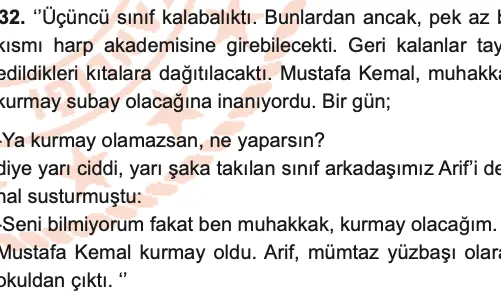 32. ‘’Üçüncü sınıf kalabalıktı. Bunlardan ancak, pek az b
kısmı harp akademisine girebilecekti. Geri kalanlar tay
edildikleri kıtalara dağıtılacaktı. Mustafa Kemal, muhakka
kurmay subay olacağına inanıyordu. Bir gün;
-Ya kurmay olamazsan, ne yaparsın?
diye yarı ciddi, yarı şaka takılan sınıf arkadaşımız Arif’i de
hal susturmuştu:
-Seni bilmiyorum fakat ben muhakkak, kurmay olacağım.
Mustafa Kemal kurmay oldu. Arif, mümtaz yüzbaşı olara
okuldan çıktı. ‘’